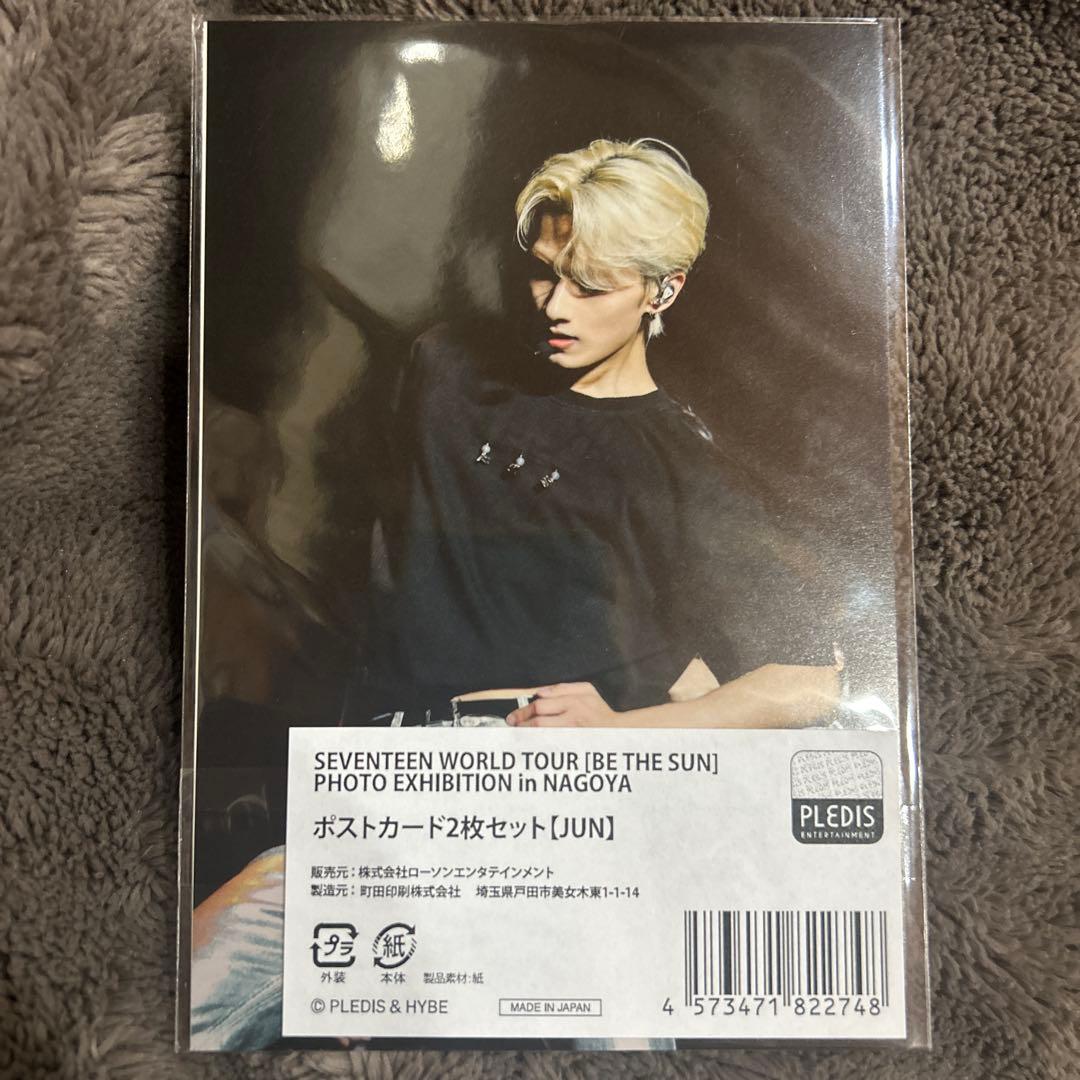 SEVENTEEN WORLD TOUR [BE THE SUN]
PHOTO EXHIBITION in NAGOYA
ポストカード2枚セット【JUN】
販売元：株式会社ローソンエンタテインメント
製造元：町田印刷株式会社　埼玉県戸田市美女木東1-1-14
PLEDIS
ENTERTAINMENT
プラ
外装
紙
本体
製品素材:紙
© PLEDIS & HYBE
MADE IN JAPAN
4 573471 822748